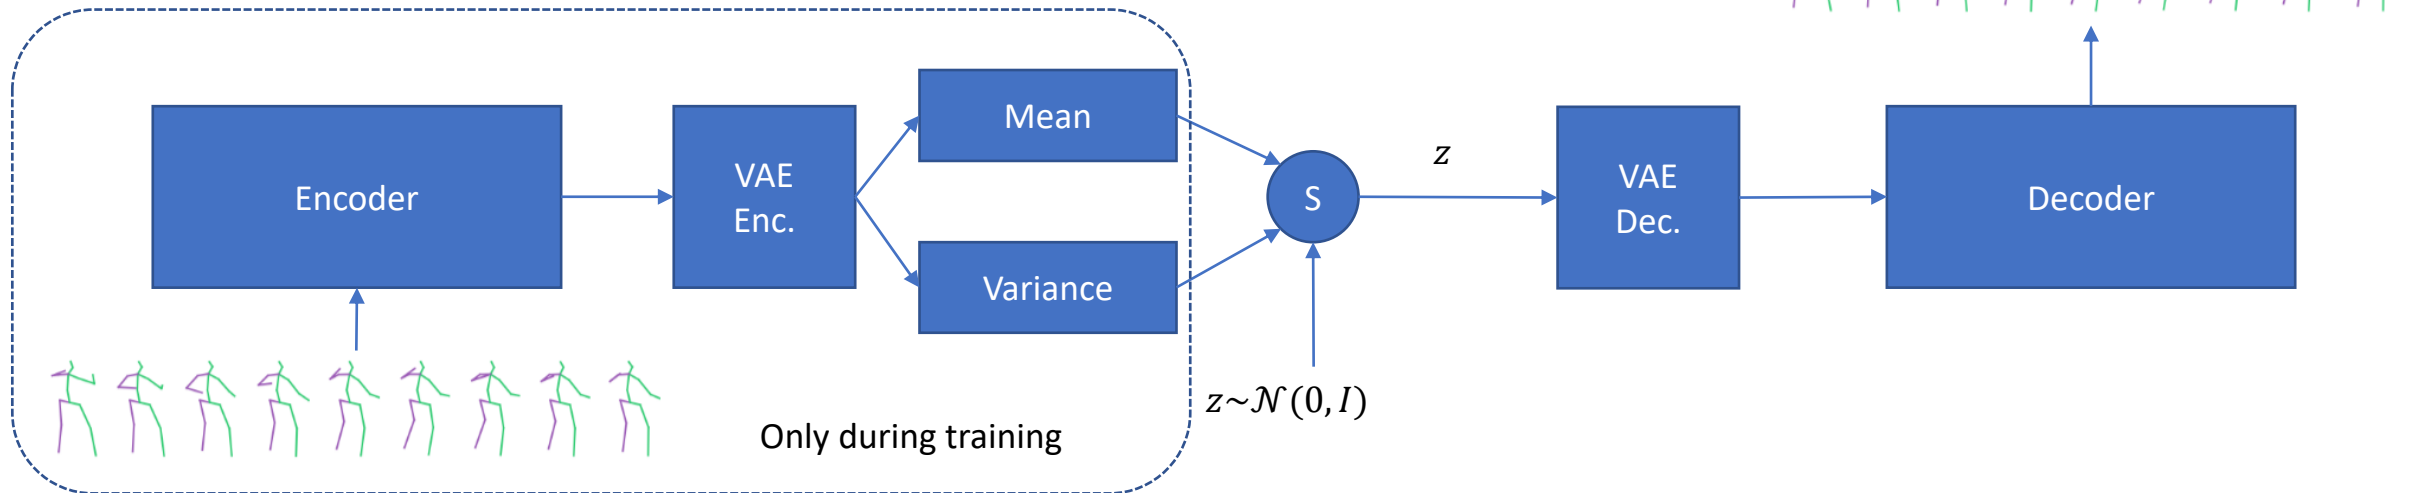 Encoder
VAE
Enc.
Mean
Variance
S
z
VAE
Dec.
Decoder
z~𝒩(0, I)
Only during training